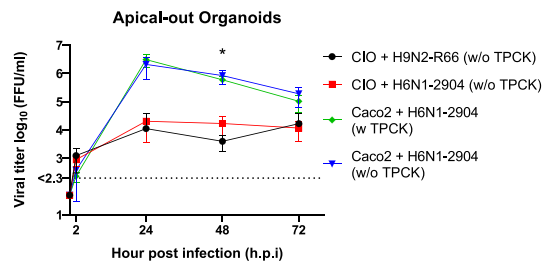 Apical-out Organoids
Viral titer log10 (FFU/ml)
7
6
5
4
3
<2.3
1
*
2
24
48
72
Hour post infection (h.p.i)
CIO + H9N2-R66 (w/o TPCK)
CIO + H6N1-2904 (w/o TPCK)
Caco2 + H6N1-2904
(w TPCK)
Caco2 + H6N1-2904
(w/o TPCK)